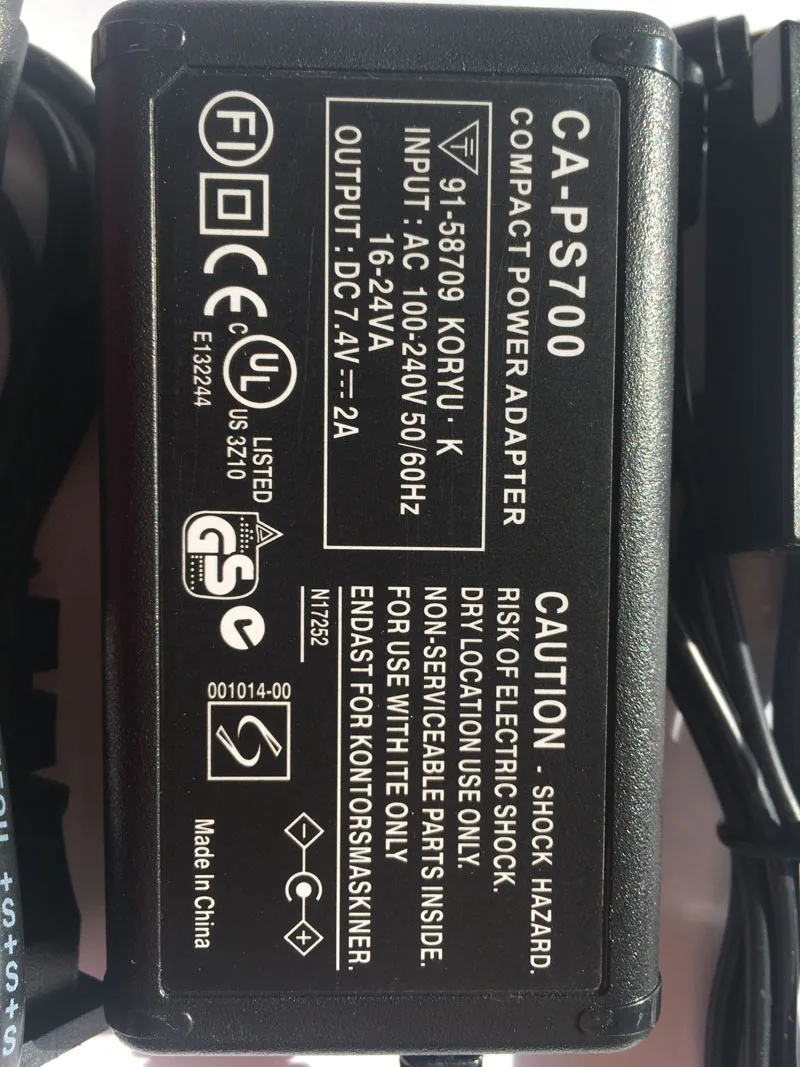 CA-PS700
COMPACT POWER ADAPTER
T
91-58709 KORYU · K
INPUT : AC 100-240V 50/60Hz
16-24VA
OUTPUT : DC 7.4V ⎓ 2A
FI
CE
C UL US LISTED
3Z10
E132244
GS
CAUTION - SHOCK HAZARD.
RISK OF ELECTRIC SHOCK.
DRY LOCATION USE ONLY.
NON-SERVICEABLE PARTS INSIDE.
FOR USE WITH ITE ONLY
ENDAST FOR KONTORSMASKINER.
N17252
001014-00
- +
Made In China
+S+S+S